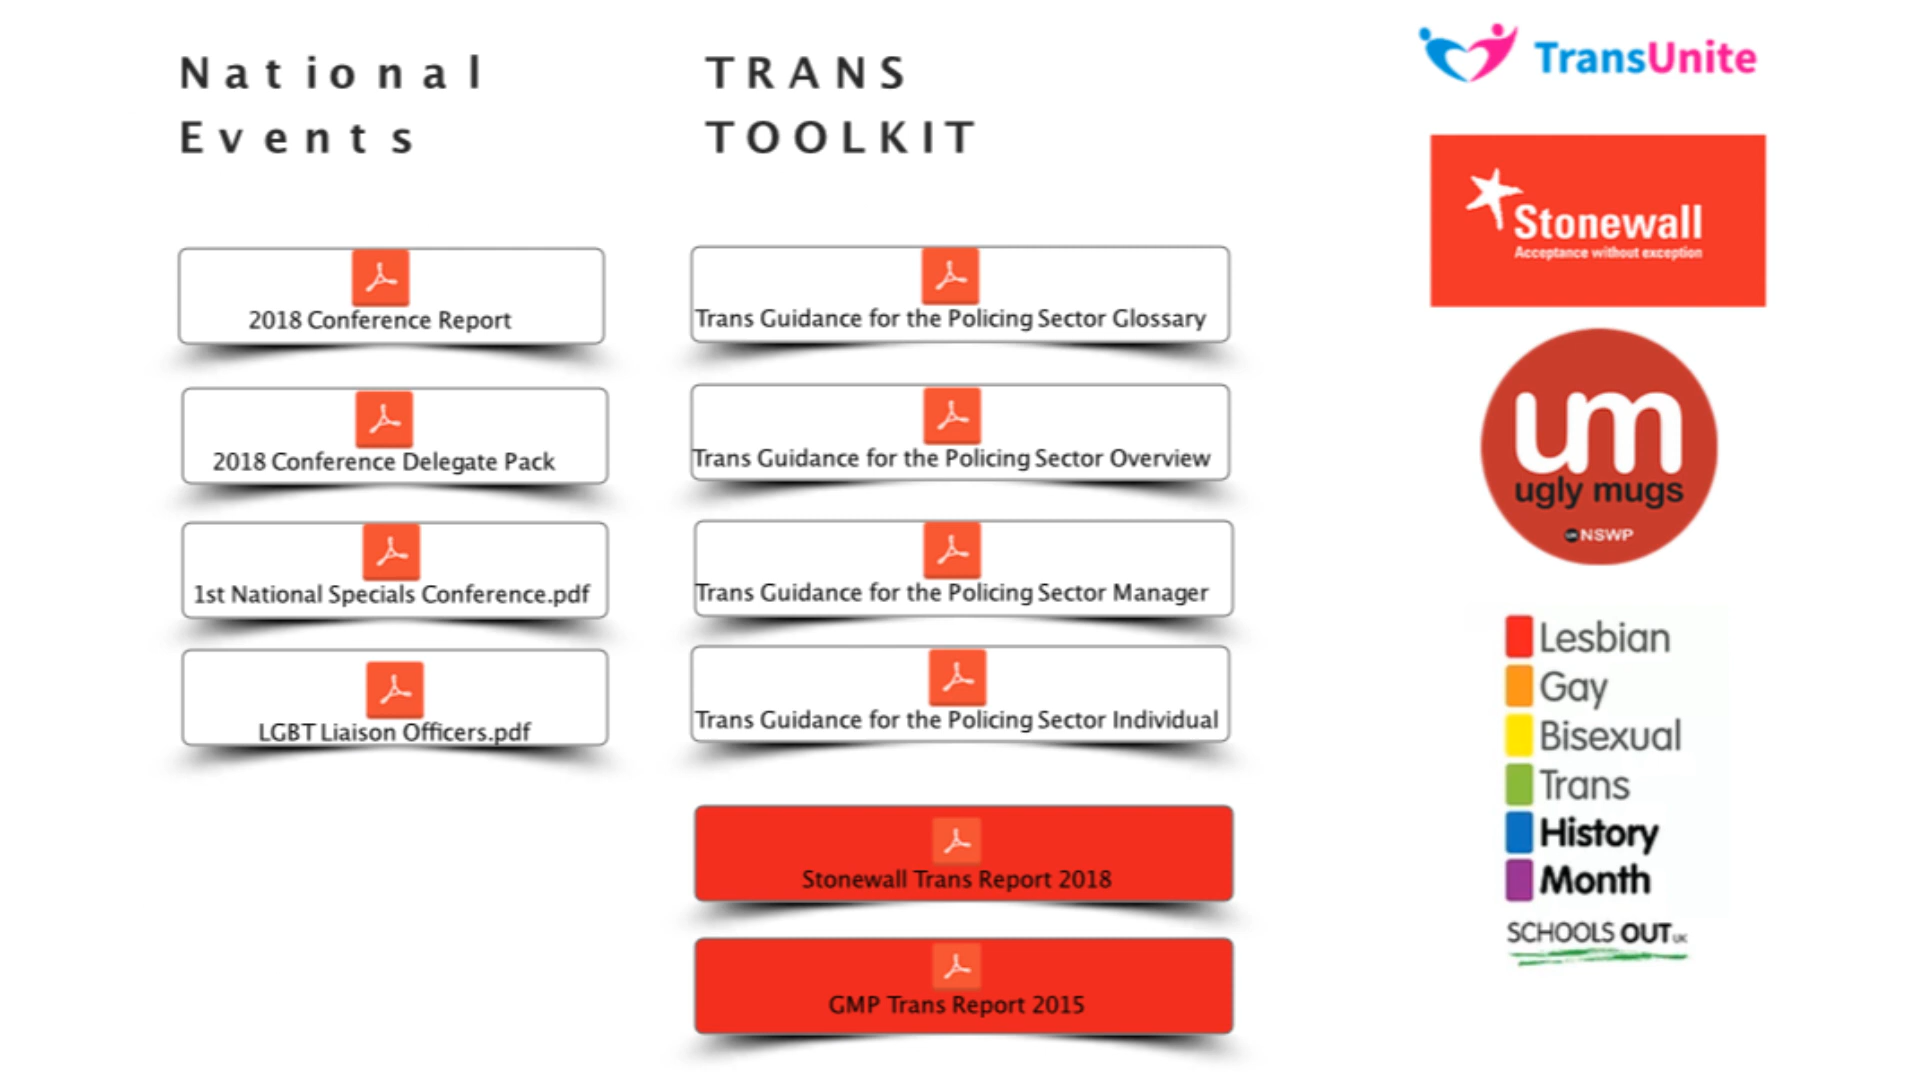 National
Events
2018 Conference Report
2018 Conference Delegate Pack
1st National Specials Conference.pdf
LGBT Liaison Officers.pdf
TRANS
TOOLKIT
Trans Guidance for the Policing Sector Glossary
Trans Guidance for the Policing Sector Overview
Trans Guidance for the Policing Sector Manager
Trans Guidance for the Policing Sector Individual
Stonewall Trans Report 2018
GMP Trans Report 2015
TransUnite
Stonewall
Acceptance without exception
um
ugly mugs
NSWP
Lesbian
Gay
Bisexual
Trans
History
Month
SCHOOLS OUT UK